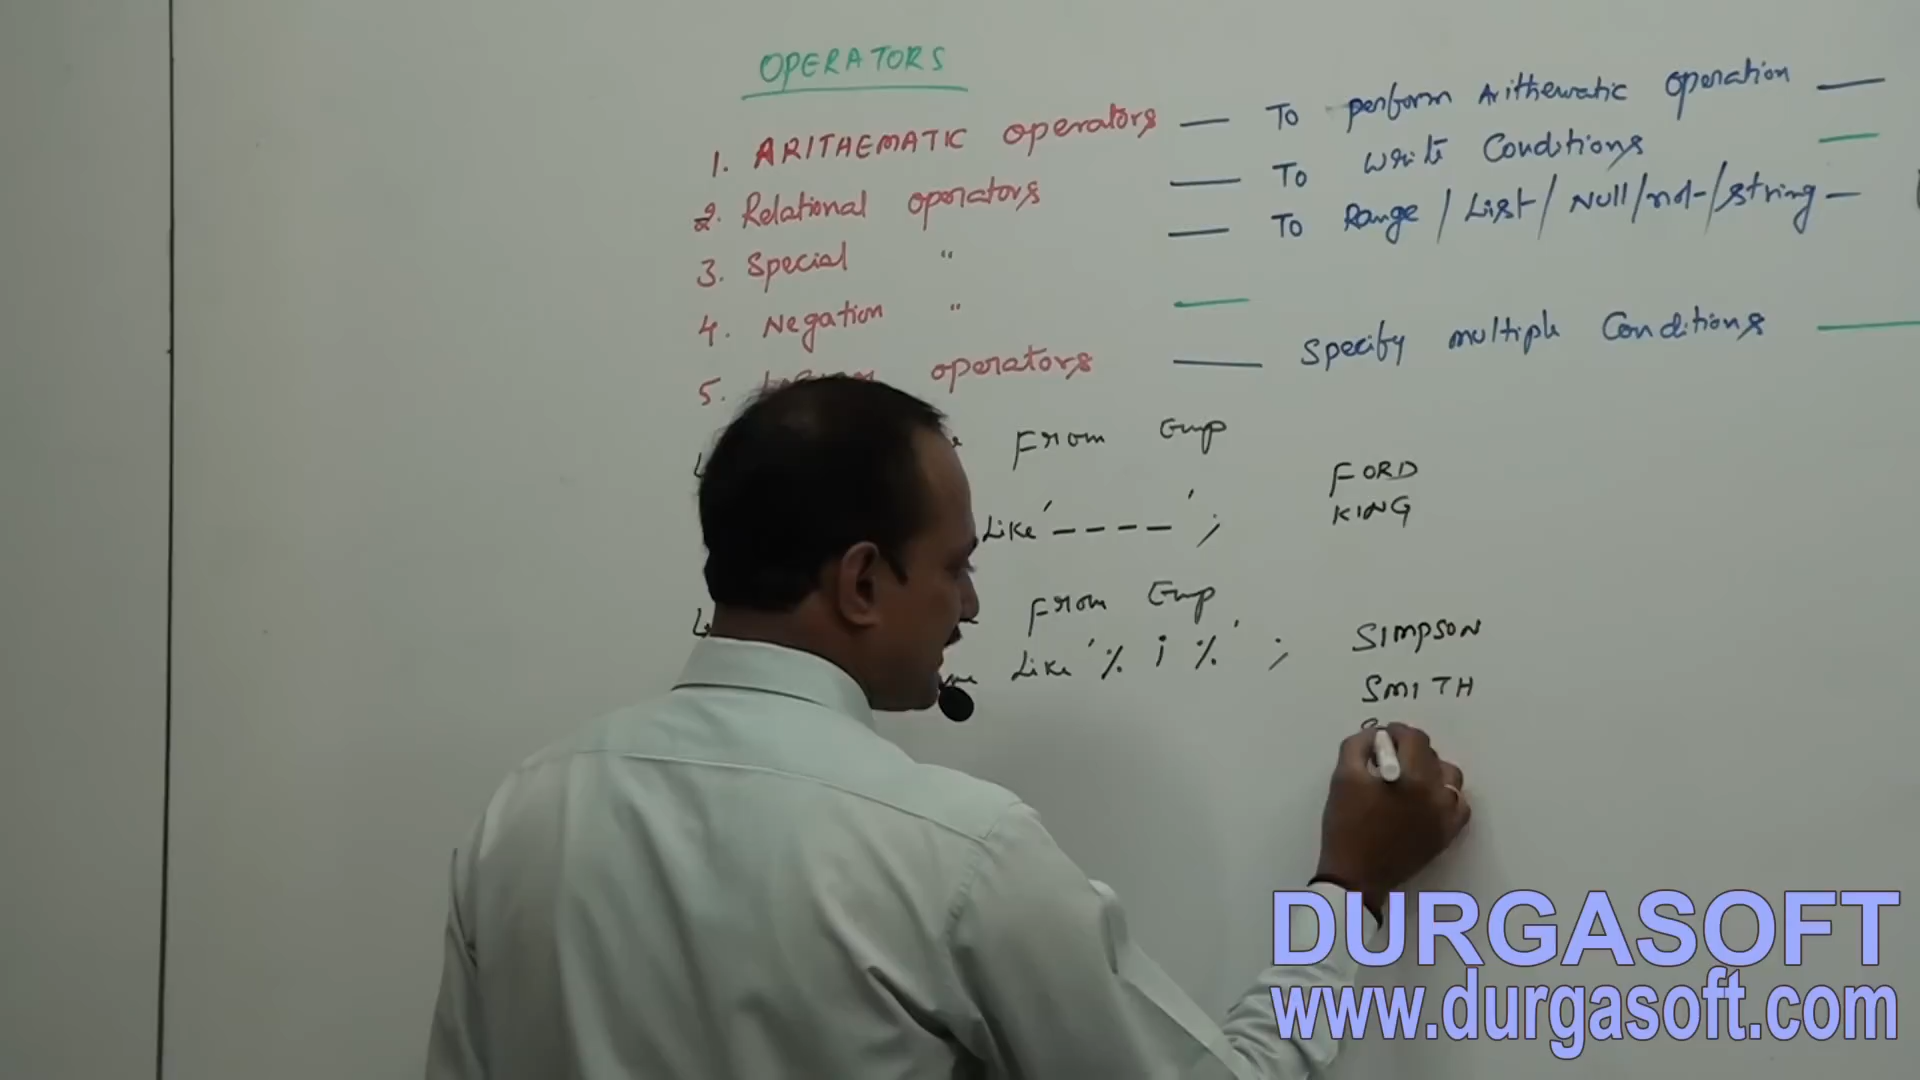 OPERATORS
1. ARITHEMATIC operators — To perform Arithematic operation —
2. Relational operators — To write Conditions —
3. Special " — To Range / List / Null / not / string —
4. Negation " —
5. operators — Specify multiple Conditions —
From Emp
Like '_ _ _ _' ;
FORD
KING
From Emp
Like '% i %' ;
SIMPSON
SMITH
DURGASOFT
www.durgasoft.com